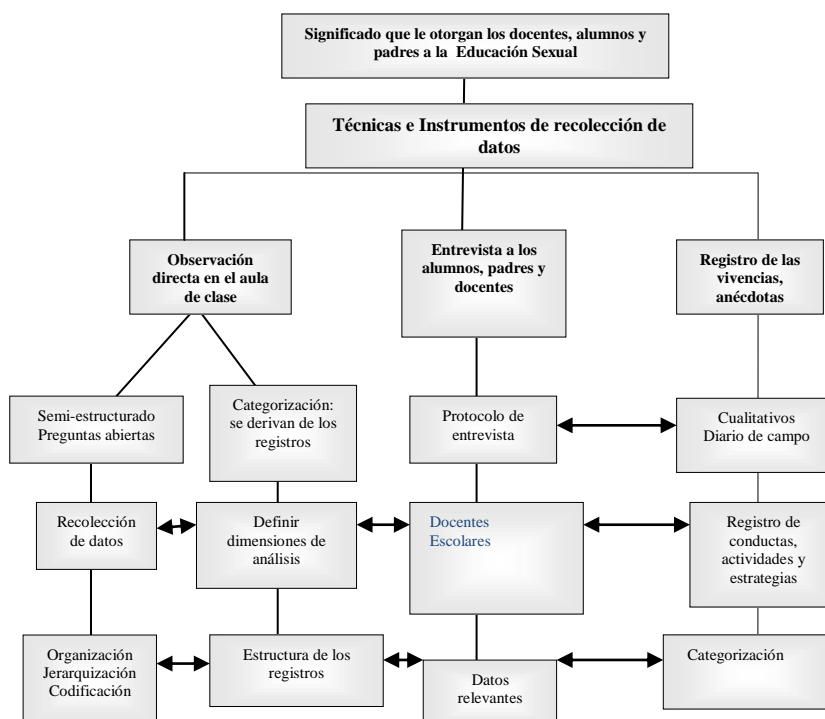 Significado que le otorgan los docentes, alumnos y
padres a la Educación Sexual
Técnicas e Instrumentos de recolección de
datos
Observación
directa en el aula
de clase
Entrevista a los
alumnos, padres y
docentes
Registro de las
vivencias,
anécdotas
Semi-estructurado
Preguntas abiertas
Categorización:
se derivan de los
registros
Protocolo de
entrevista
Cualitativos
Diario de campo
Recolección
de datos
Definir
dimensiones de
análisis
Docentes
Escolares
Registro de
conductas,
actividades y
estrategias
Organización
Jerarquización
Codificación
Estructura de los
registros
Datos
relevantes
Categorización